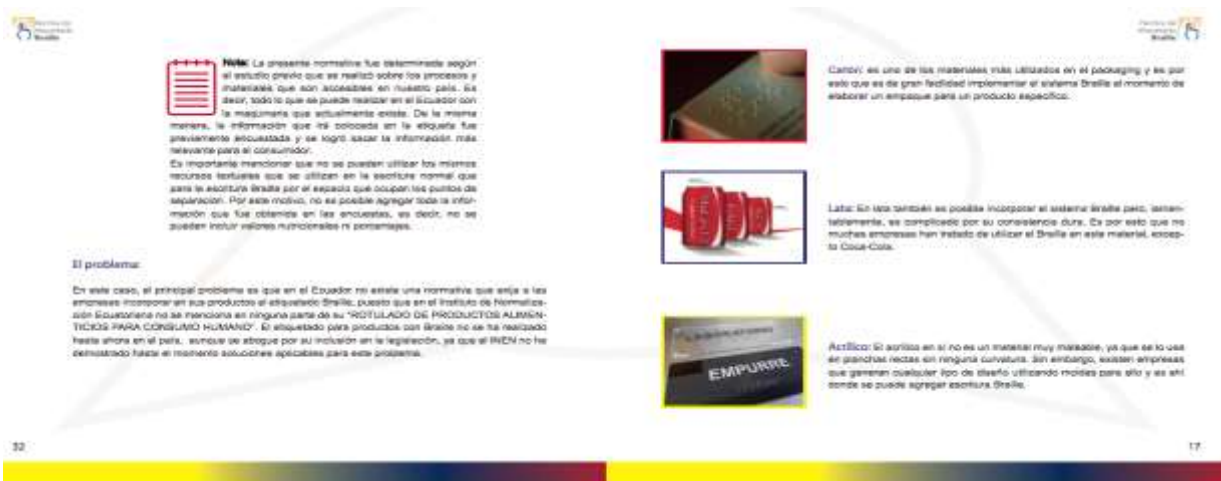 Braille
Nota: La presente normativa fue determinada según
el estudio previo que se realizó sobre los procesos y
materiales que son accesibles en nuestro país. Es
decir, todo lo que se puede realizar en el Ecuador con
la maquinaria que actualmente existe. De la misma
manera, la información que irá colocada en la etiqueta fue
previamente encuestada y se logró sacar la información más
relevante para el consumidor.
Es importante mencionar que no se pueden utilizar los mismos
recursos textuales que se utilizan en la escritura normal que
para la escritura Braille por el espacio que ocupan los puntos de
separación. Por este motivo, no es posible agregar toda la infor-
mación que fue obtenida en las encuestas, es decir, no se
pueden incluir valores nutricionales ni porcentajes.
El problema:
En este caso, el principal problema es que en el Ecuador no existe una normativa que exija a las
empresas incorporar en sus productos el etiquetado Braille, puesto que en el Instituto de Normaliza-
ción Ecuatoriana no se menciona en ninguna parte de su "ROTULADO DE PRODUCTOS ALIMEN-
TICIOS PARA CONSUMO HUMANO". El etiquetado para productos con Braille no se ha realizado
hasta ahora en el país, aunque se abogue por su inclusión en la legislación, ya que el INEN no ha
demostrado hasta el momento soluciones aplicables para este problema.
32
Braille
Cartón: es uno de los materiales más utilizados en el packaging y es por
esto que es de gran facilidad implementar el sistema Braille al momento de
elaborar un empaque para un producto específico.
Lata: En lata también es posible incorporar el sistema Braille pero, lamen-
tablemente, es complicado por su consistencia dura. Es por esto que no
muchas empresas han tratado de utilizar el Braille en este material, excep-
to Coca-Cola.
EMPURRE
Acrílico: El acrílico en sí no es un material muy maleable, ya que se lo usa
en planchas rectas sin ninguna curvatura. Sin embargo, existen empresas
que generan cualquier tipo de diseño utilizando moldes para ello y es ahí
donde se puede agregar escritura Braille.
17